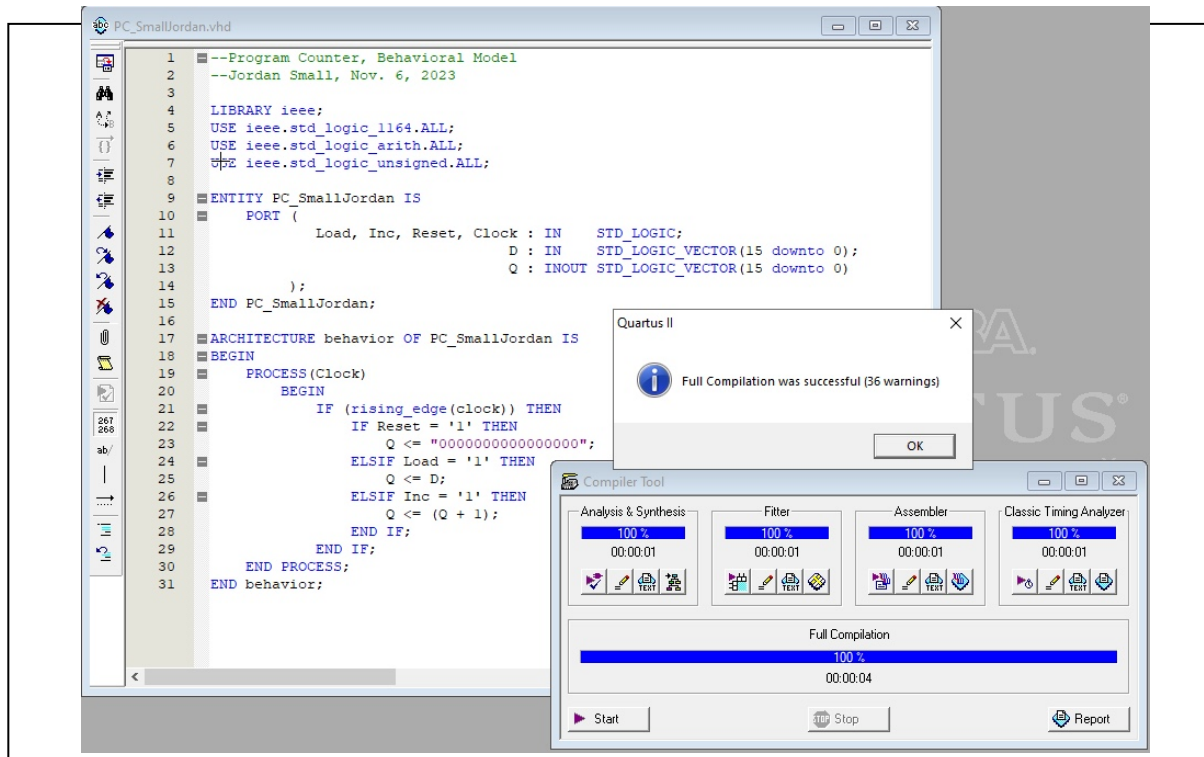 PC_SmallJordan.vhd
1 --Program Counter, Behavioral Model
2 --Jordan Small, Nov. 6, 2023
3
4 LIBRARY ieee;
5 USE ieee.std_logic_1164.ALL;
6 USE ieee.std_logic_arith.ALL;
7 USE ieee.std_logic_unsigned.ALL;
8
9 ENTITY PC_SmallJordan IS
10 PORT (
11 Load, Inc, Reset, Clock : IN STD_LOGIC;
12 D : IN STD_LOGIC_VECTOR(15 downto 0);
13 Q : INOUT STD_LOGIC_VECTOR(15 downto 0)
14 );
15 END PC_SmallJordan;
16
17 ARCHITECTURE behavior OF PC_SmallJordan IS
18 BEGIN
19 PROCESS(Clock)
20 BEGIN
21 IF (rising_edge(clock)) THEN
22 IF Reset = '1' THEN
23 Q <= "0000000000000000";
24 ELSIF Load = '1' THEN
25 Q <= D;
26 ELSIF Inc = '1' THEN
27 Q <= (Q + 1);
28 END IF;
29 END IF;
30 END PROCESS;
31 END behavior;
267
268
ab/
Quartus II
Full Compilation was successful (36 warnings)
OK
Compiler Tool
Analysis & Synthesis Fitter Assembler Classic Timing Analyzer
100 % 100 % 100 % 100 %
00:00:01 00:00:01 00:00:01 00:00:01
TEXT TEXT TEXT TEXT
Full Compilation
100 %
00:00:04
Start Stop Report